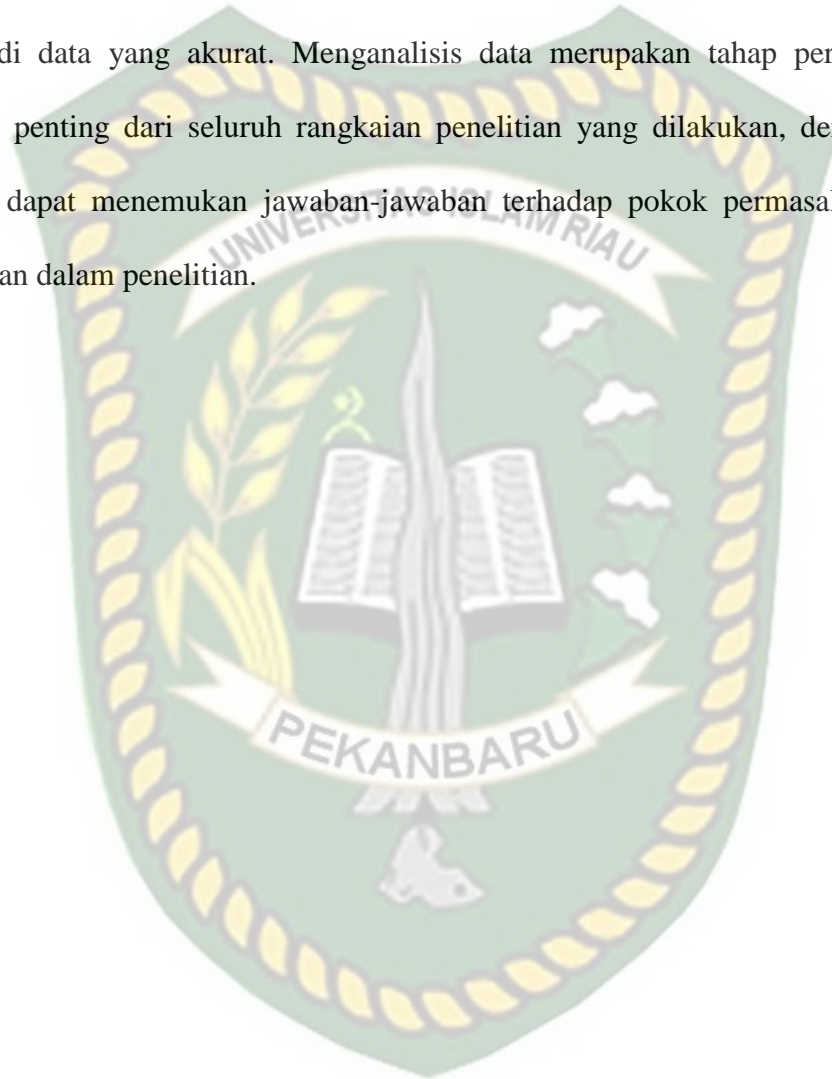 di data yang akurat. Menganalisis data merupakan tahap per
penting dari seluruh rangkaian penelitian yang dilakukan, de
dapat menemukan jawaban-jawaban terhadap pokok permasal
an dalam penelitian.
UNIVERSITAS ISLAM RIAU
PEKANBARU